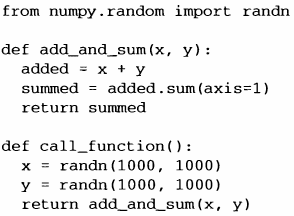 from numpy.random import randn

def add_and_sum(x, y):
    added = x + y
    summed = added.sum(axis=1)
    return summed

def call_function():
    x = randn(1000, 1000)
    y = randn(1000, 1000)
    return add_and_sum(x, y)